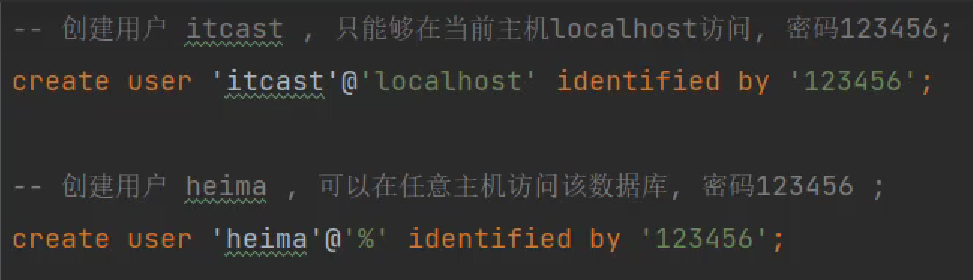 -- 创建用户 itcast , 只能够在当前主机localhost访问, 密码123456;
create user 'itcast'@'localhost' identified by '123456';
-- 创建用户 heima , 可以在任意主机访问该数据库, 密码123456 ;
create user 'heima'@'%' identified by '123456';